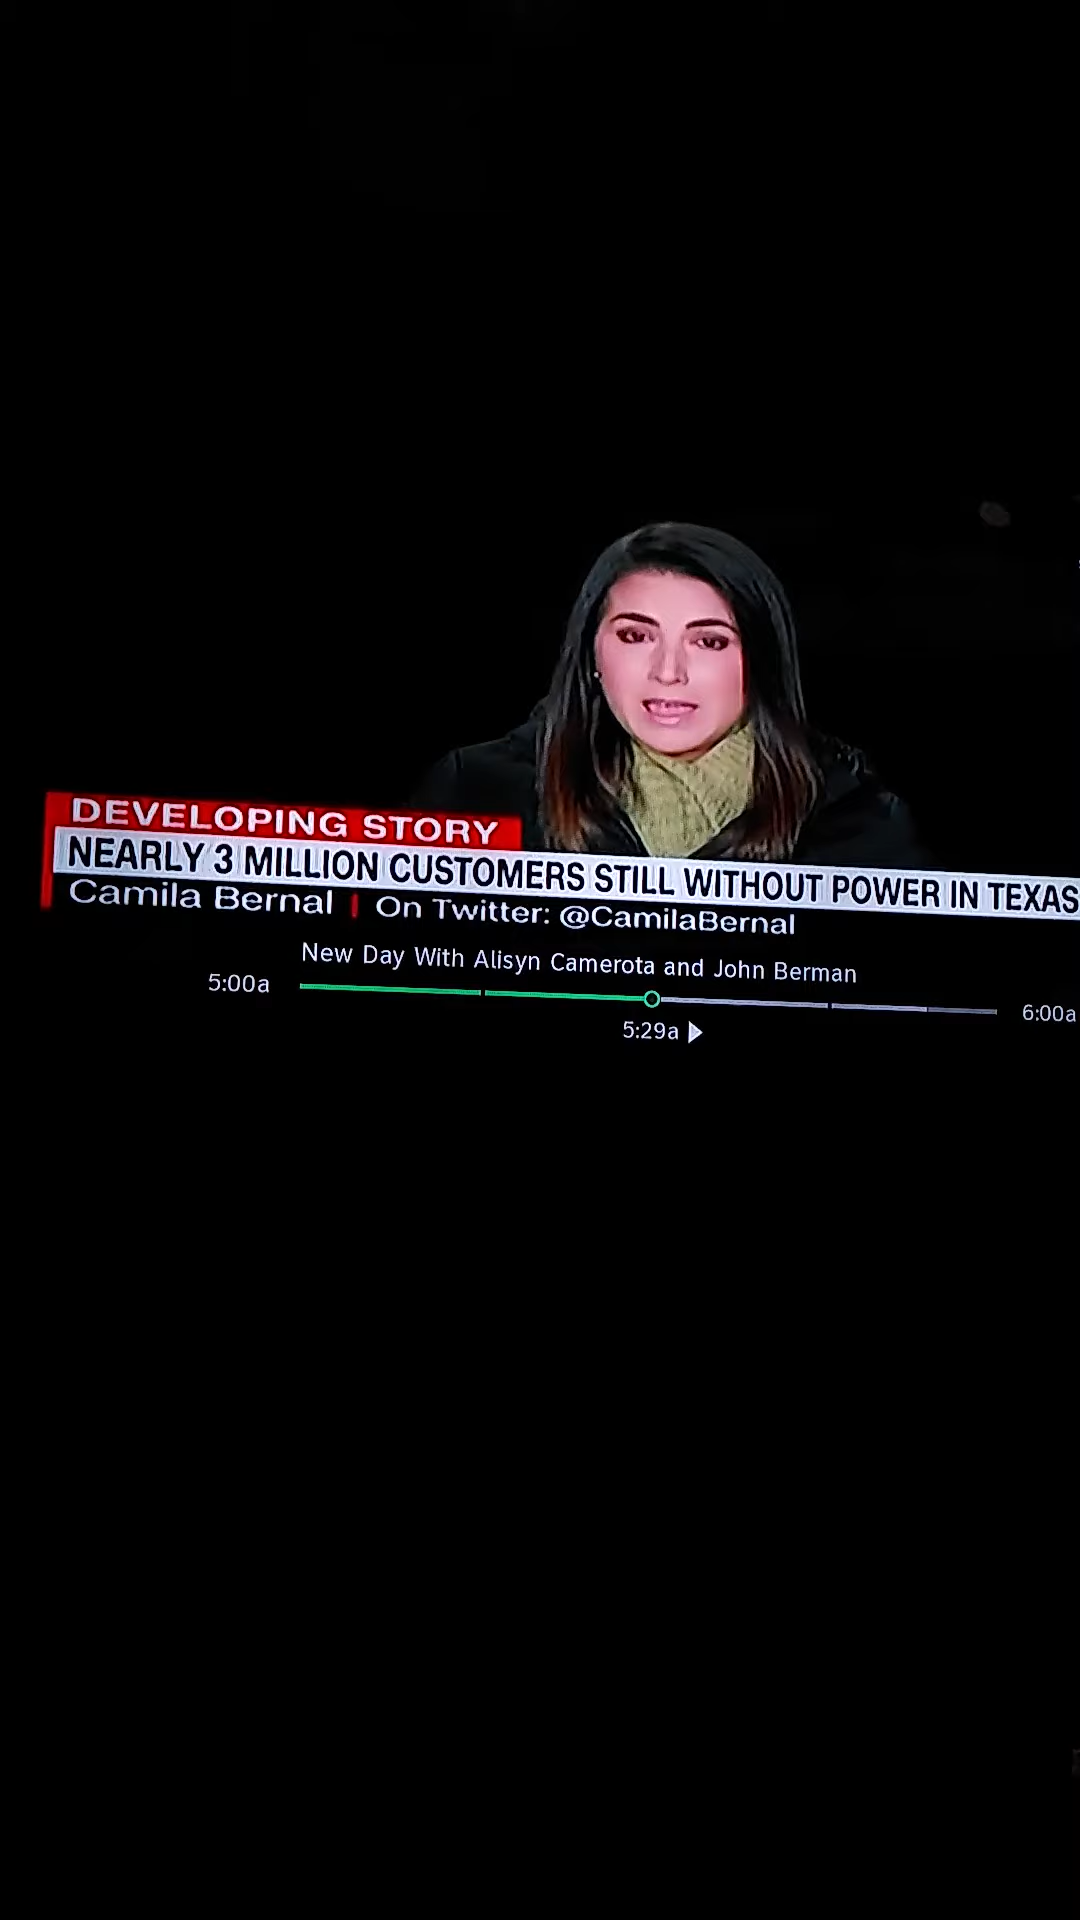 DEVELOPING STORY
NEARLY 3 MILLION CUSTOMERS STILL WITHOUT POWER IN TEXAS
Camila Bernal | On Twitter: @CamilaBernal
New Day With Alisyn Camerota and John Berman
5:00a 6:00a
5:29a